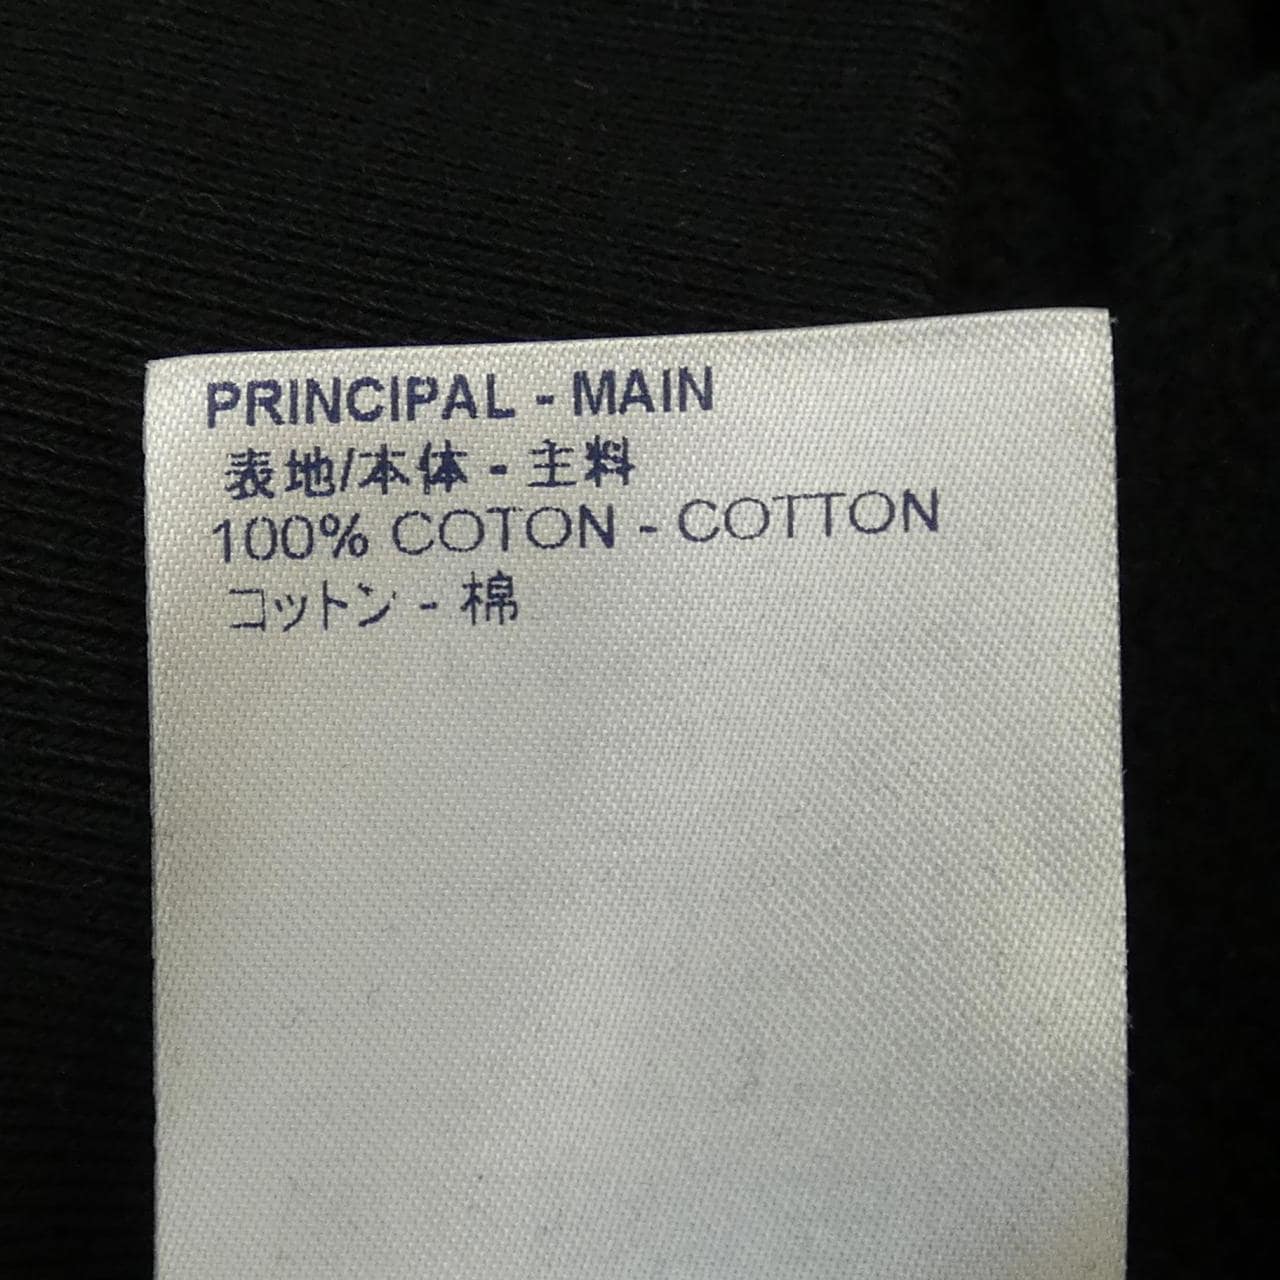 PRINCIPAL - MAIN
表地/本体 - 主料
100% COTON - COTTON
コットン - 棉